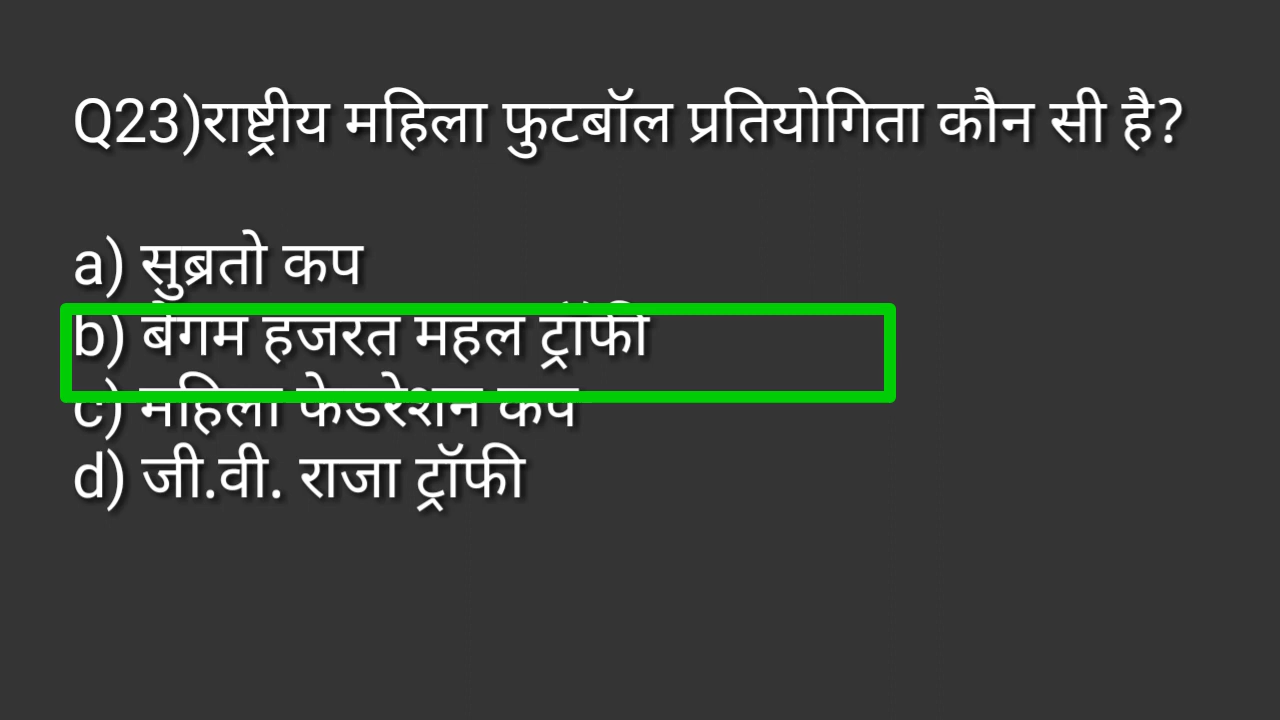 Q23)राष्ट्रीय महिला फुटबॉल प्रतियोगिता कौन सी है?
a) सुब्रतो कप
b) बेगम हजरत महल ट्रॉफी
c) महिला फेडरेशन कप
d) जी.वी. राजा ट्रॉफी